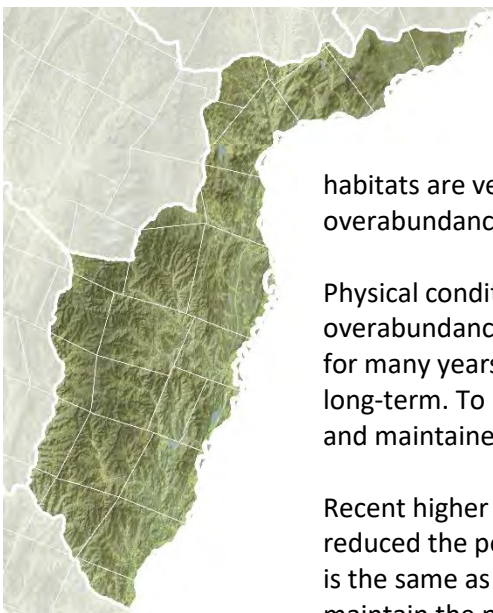 habitats are ve
overabundanc
Physical condit
overabundanc
for many years
long-term. To
and maintaine
Recent higher
reduced the po
is the same as